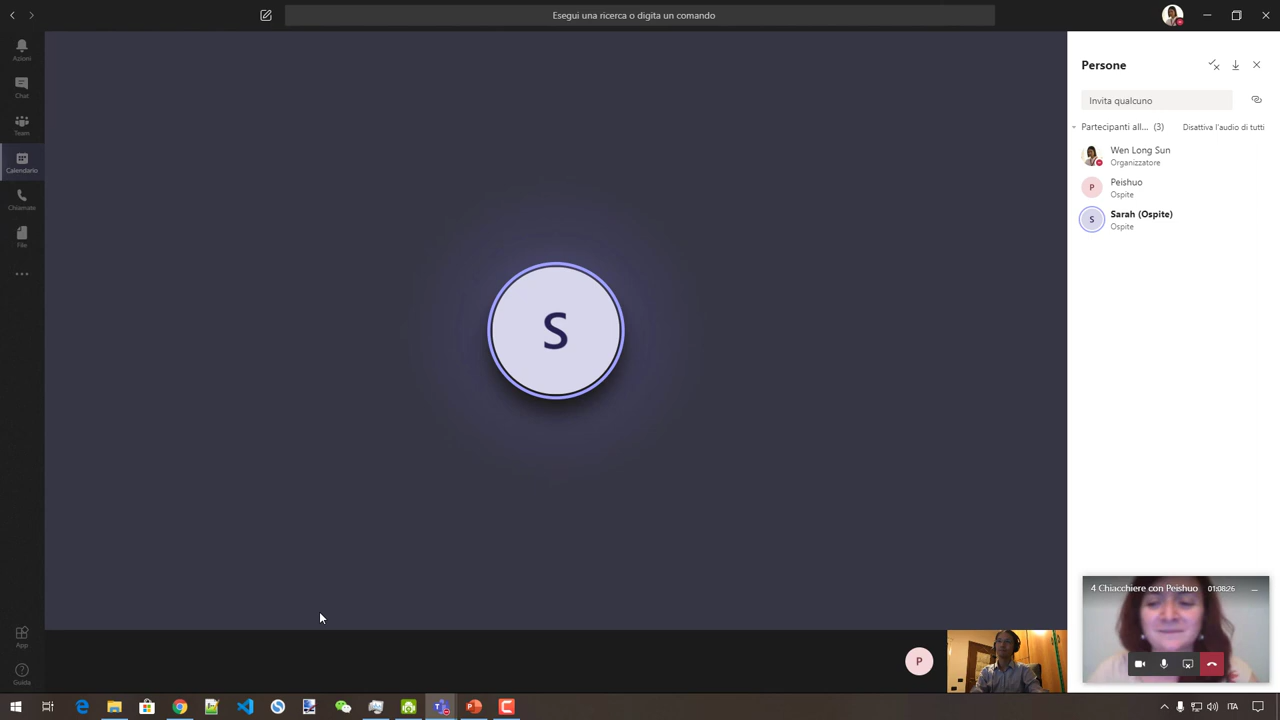 Esegui una ricerca o digita un comando
Azioni
Chat
Team
Calendario
Chiamate
File
App
Guida
S
P
Persone
Invita qualcuno
Partecipanti all... (3)
Disattiva l'audio di tutti
Wen Long Sun
Organizzatore
P
Peishuo
Ospite
S
Sarah (Ospite)
Ospite
4 Chiacchiere con Peishuo
01:08:26
ITA